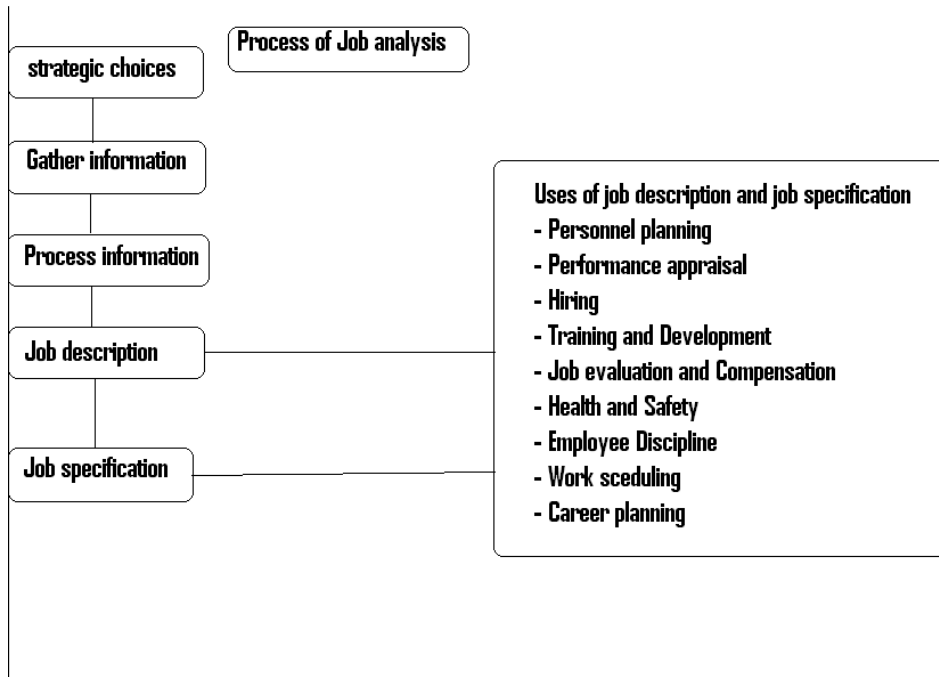 Process of Job analysis
strategic choices
Gather information
Process information
Job description
Job specification
Uses of job description and job specification
- Personnel planning
- Performance appraisal
- Hiring
- Training and Development
- Job evaluation and Compensation
- Health and Safety
- Employee Discipline
- Work sceduling
- Career planning